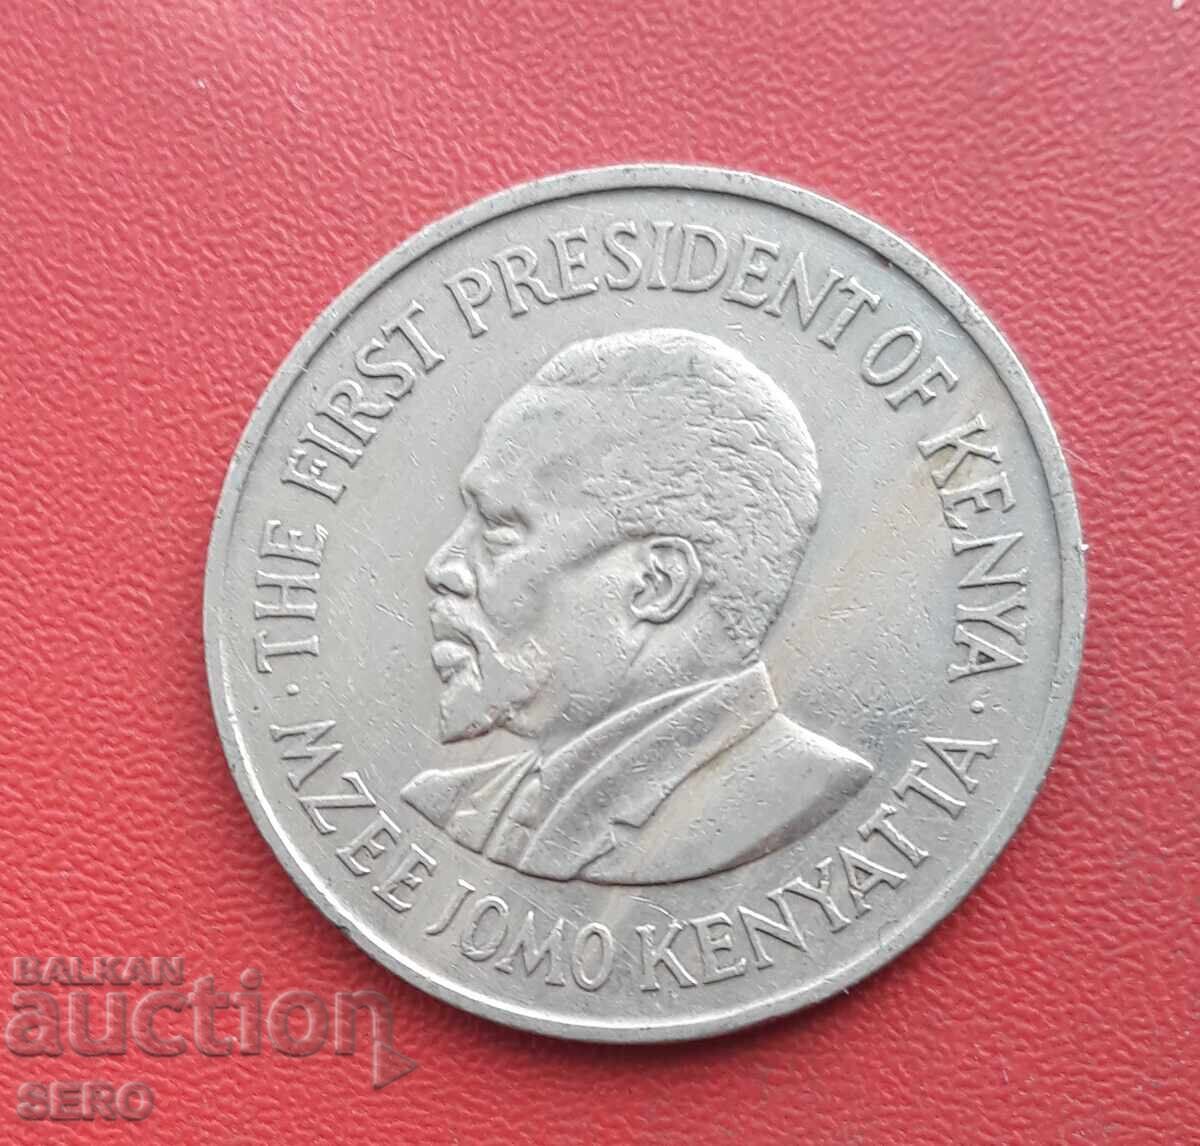 · THE FIRST PRESIDENT OF KENYA ·
MZEE JOMO KENYATTA
BALKAN
auction
SERO